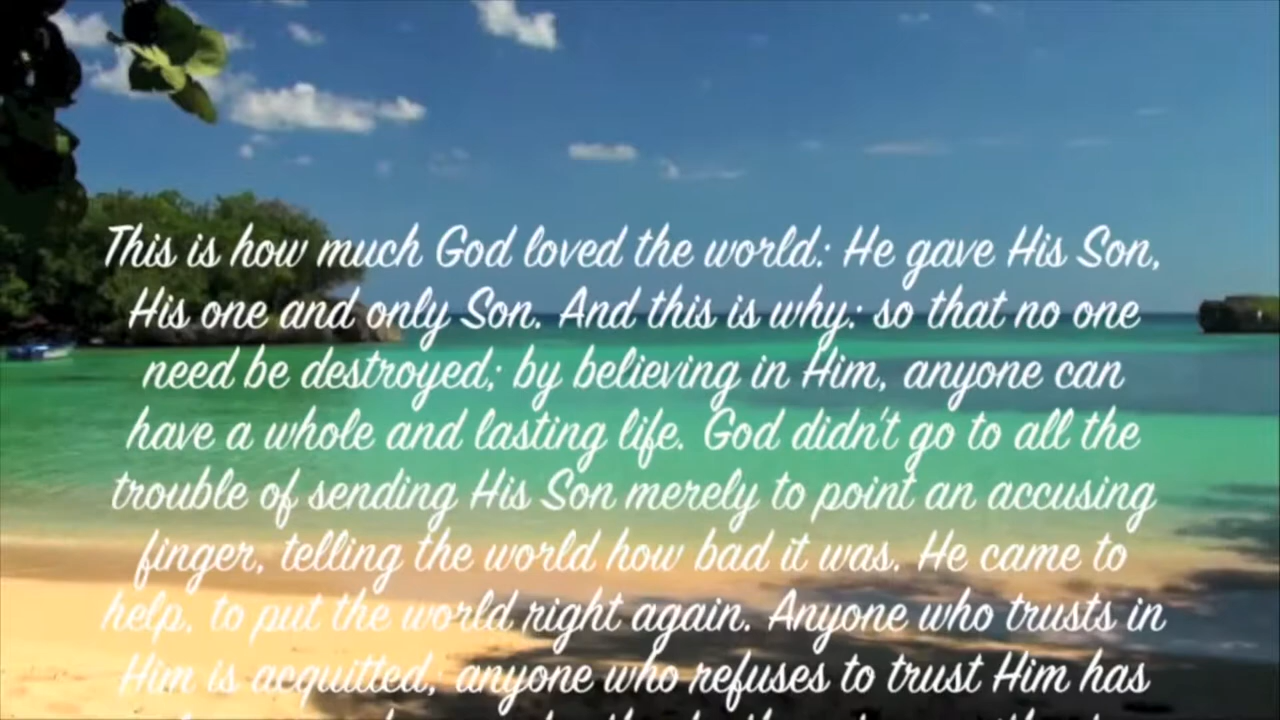 This is how much God loved the world: He gave His Son,
His one and only Son. And this is why: so that no one
need be destroyed; by believing in Him, anyone can
have a whole and lasting life. God didn't go to all the
trouble of sending His Son merely to point an accusing
finger, telling the world how bad it was. He came to
help, to put the world right again. Anyone who trusts in
Him is acquitted; anyone who refuses to trust Him has